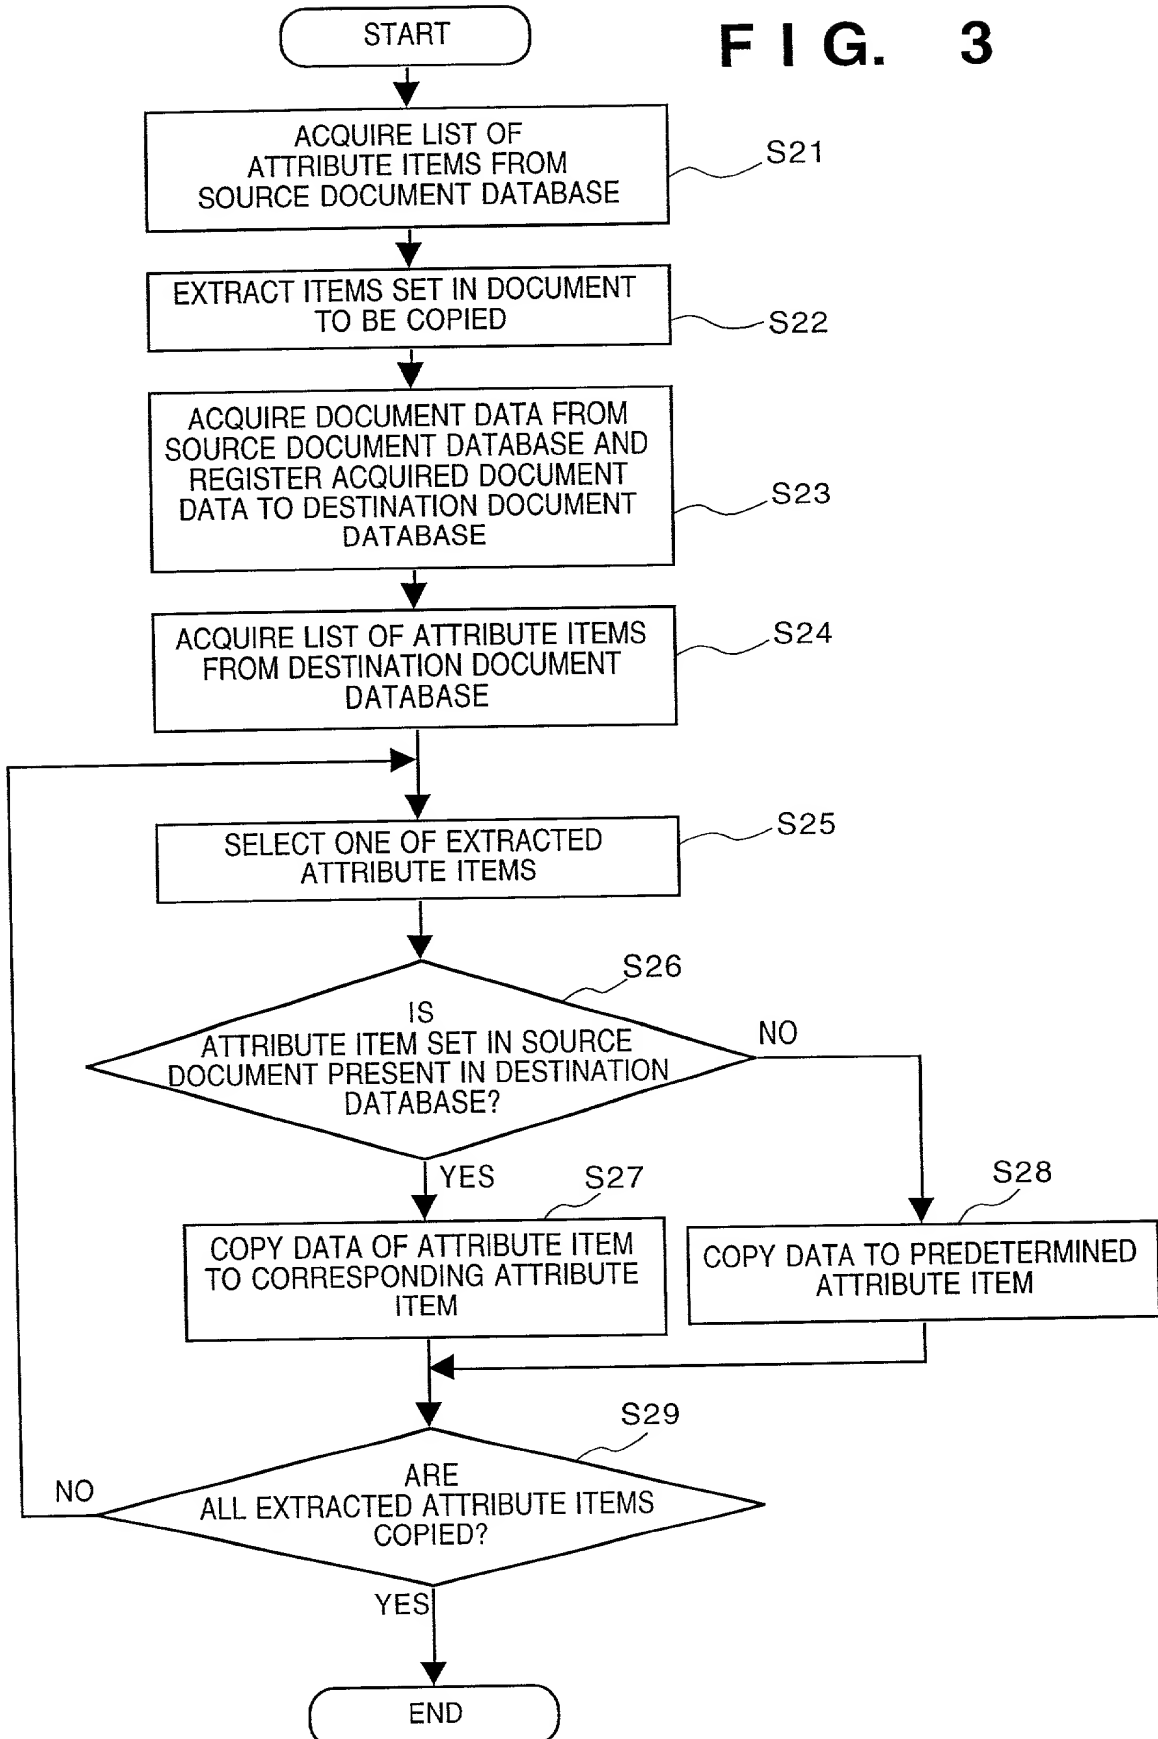 START
FIG. 3
ACQUIRE LIST OF
ATTRIBUTE ITEMS FROM
SOURCE DOCUMENT DATABASE
S21
EXTRACT ITEMS SET IN DOCUMENT
TO BE COPIED
S22
ACQUIRE DOCUMENT DATA FROM
SOURCE DOCUMENT DATABASE AND
REGISTER ACQUIRED DOCUMENT
DATA TO DESTINATION DOCUMENT
DATABASE
S23
ACQUIRE LIST OF ATTRIBUTE ITEMS
FROM DESTINATION DOCUMENT
DATABASE
S24
SELECT ONE OF EXTRACTED
ATTRIBUTE ITEMS
S25
S26
IS
ATTRIBUTE ITEM SET IN SOURCE
DOCUMENT PRESENT IN DESTINATION
DATABASE?
NO
YES
S27
COPY DATA OF ATTRIBUTE ITEM
TO CORRESPONDING ATTRIBUTE
ITEM
S28
COPY DATA TO PREDETERMINED
ATTRIBUTE ITEM
S29
ARE
ALL EXTRACTED ATTRIBUTE ITEMS
COPIED?
NO
YES
END